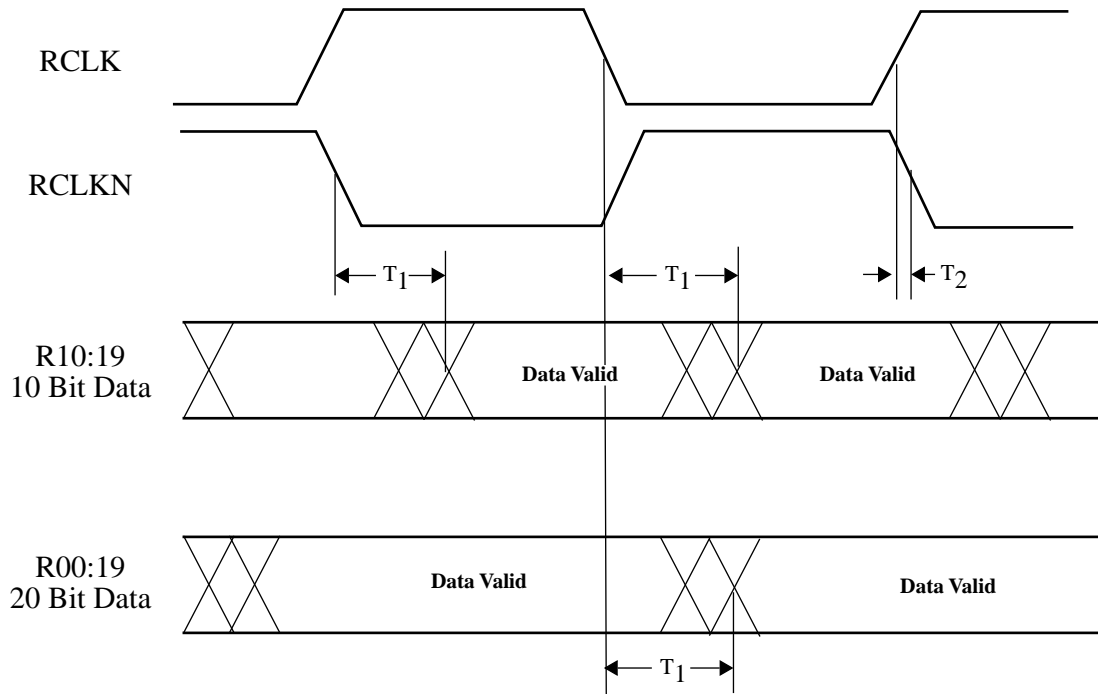 RCLK
RCLKN
T1
T1
T2
R10:19
10 Bit Data
Data Valid
Data Valid
R00:19
20 Bit Data
Data Valid
Data Valid
T1